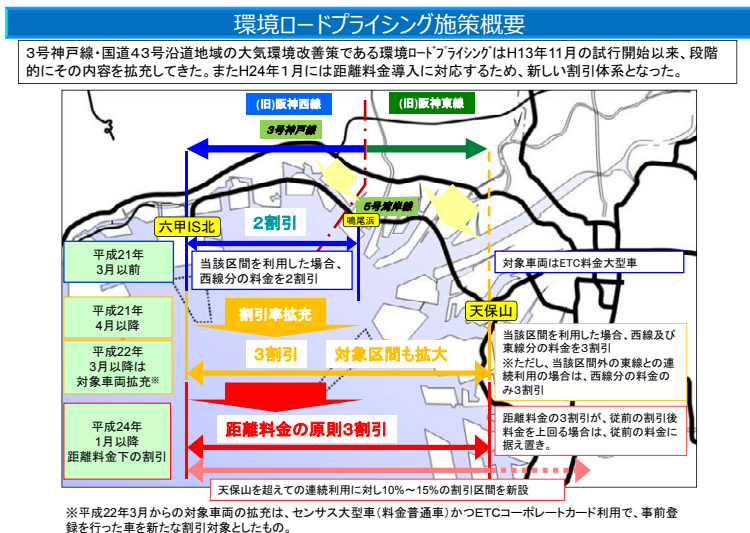 環境ロードプライシング施策概要
3号神戸線・国道43号沿道地域の大気環境改善策である環境ﾛｰﾄﾞﾌﾟﾗｲｼﾝｸﾞはH13年11月の試行開始以来、段階
的にその内容を拡充してきた。またH24年1月には距離料金導入に対応するため、新しい割引体系となった。
(旧)阪神西線
(旧)阪神東線
3号神戸線
5号湾岸線
鳴尾浜
六甲IS北
2割引
平成21年
3月以前
当該区間を利用した場合、
西線分の料金を2割引
対象車両はETC料金大型車
平成21年
4月以降
割引率拡充
天保山
平成22年
3月以降は
対象車両拡充※
3割引
対象区間も拡大
当該区間を利用した場合、西線及び
東線分の料金を3割引
※ただし、当該区間外の東線との連
続利用の場合は、西線分の料金の
み3割引
平成24年
1月以降
距離料金下の割引
距離料金の原則3割引
距離料金の3割引が、従前の割引後
料金を上回る場合は、従前の料金に
据え置き。
天保山を超えての連続利用に対し10%～15%の割引区間を新設
※平成22年3月からの対象車両の拡充は、センサス大型車(料金普通車)かつETCコーポレートカード利用で、事前登
録を行った車を新たな割引対象としたもの。